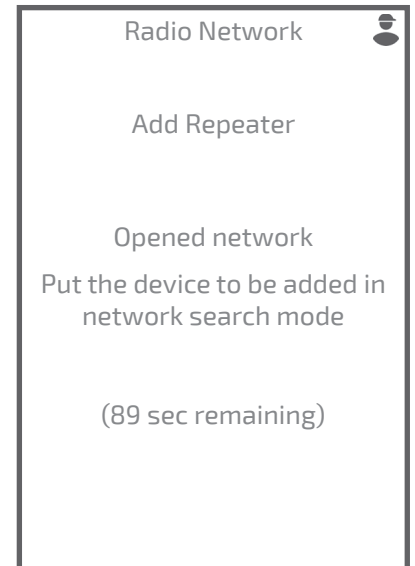 Radio Network
Add Repeater
Opened network
Put the device to be added in
network search mode
(89 sec remaining)